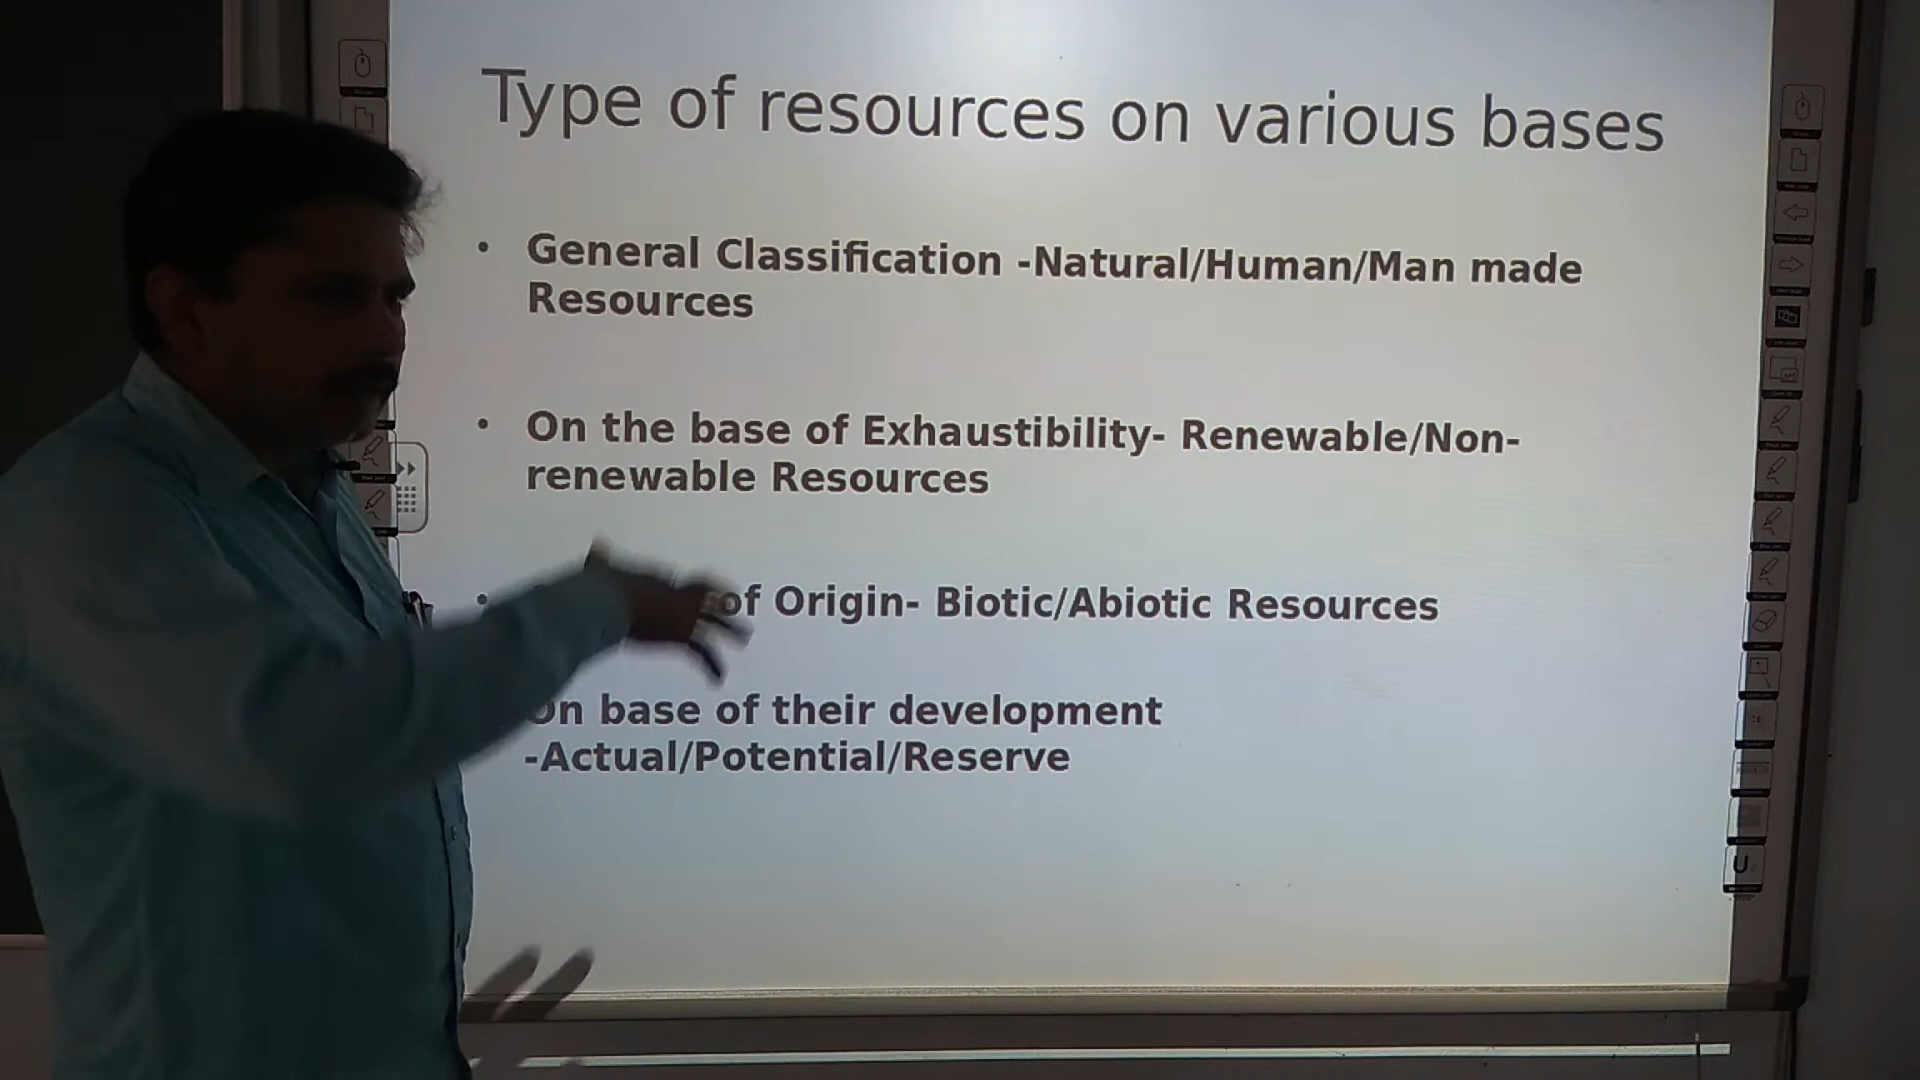 Type of resources on various bases
• General Classification -Natural/Human/Man made
Resources
• On the base of Exhaustibility- Renewable/Non-
renewable Resources
• of Origin- Biotic/Abiotic Resources
On base of their development
-Actual/Potential/Reserve